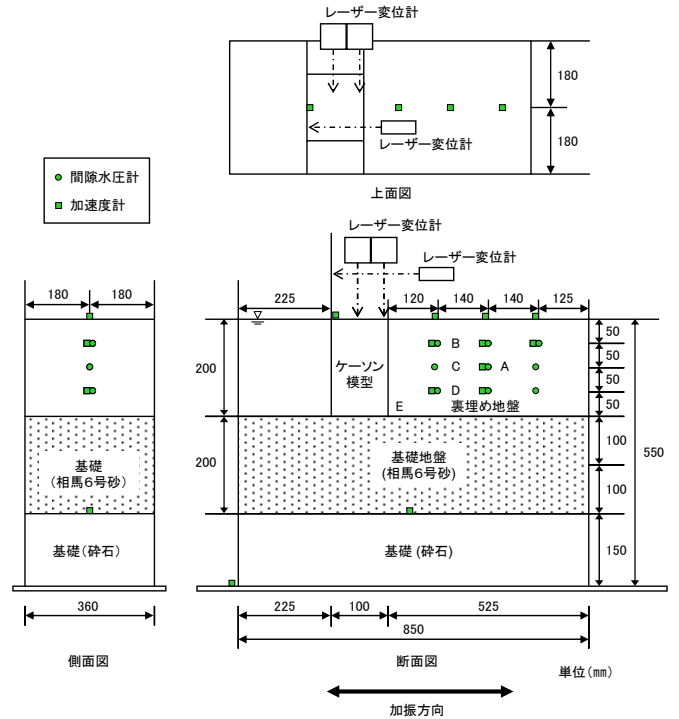 レーザー変位計
180
レーザー変位計
180
上面図
間隙水圧計
加速度計
レーザー変位計
レーザー変位計
180 180
225
120 140 140 125
50
50
50
50
B
C A
D
E
ケーソン
模型
裏埋め地盤
200
200
基礎
(相馬6号砂)
基礎地盤
(相馬6号砂)
100
100
550
基礎(砕石)
基礎(砕石)
150
360
225 100 525
850
側面図
断面図
単位(mm)
加振方向